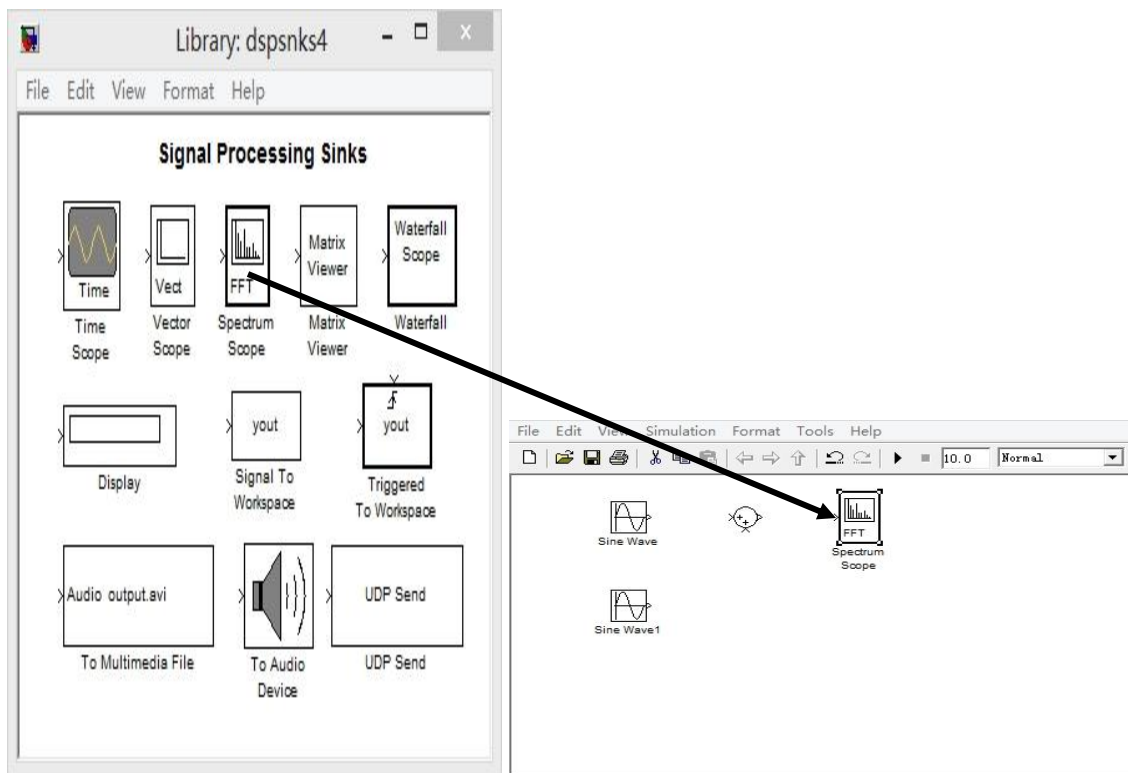 Library: dspsnks4
File Edit View Format Help
Signal Processing Sinks
Time
Time
Scope
Vect
Vector
Scope
FFT
Spectrum
Scope
Matrix
Viewer
Matrix
Viewer
Waterfall
Scope
Waterfall
Display
yout
Signal To
Workspace
yout
Triggered
To Workspace
Audio output.avi
To Multimedia File
To Audio
Device
UDP Send
UDP Send
File Edit View Simulation Format Tools Help
10.0 Normal
Sine Wave
FFT
Spectrum
Scope
Sine Wave1